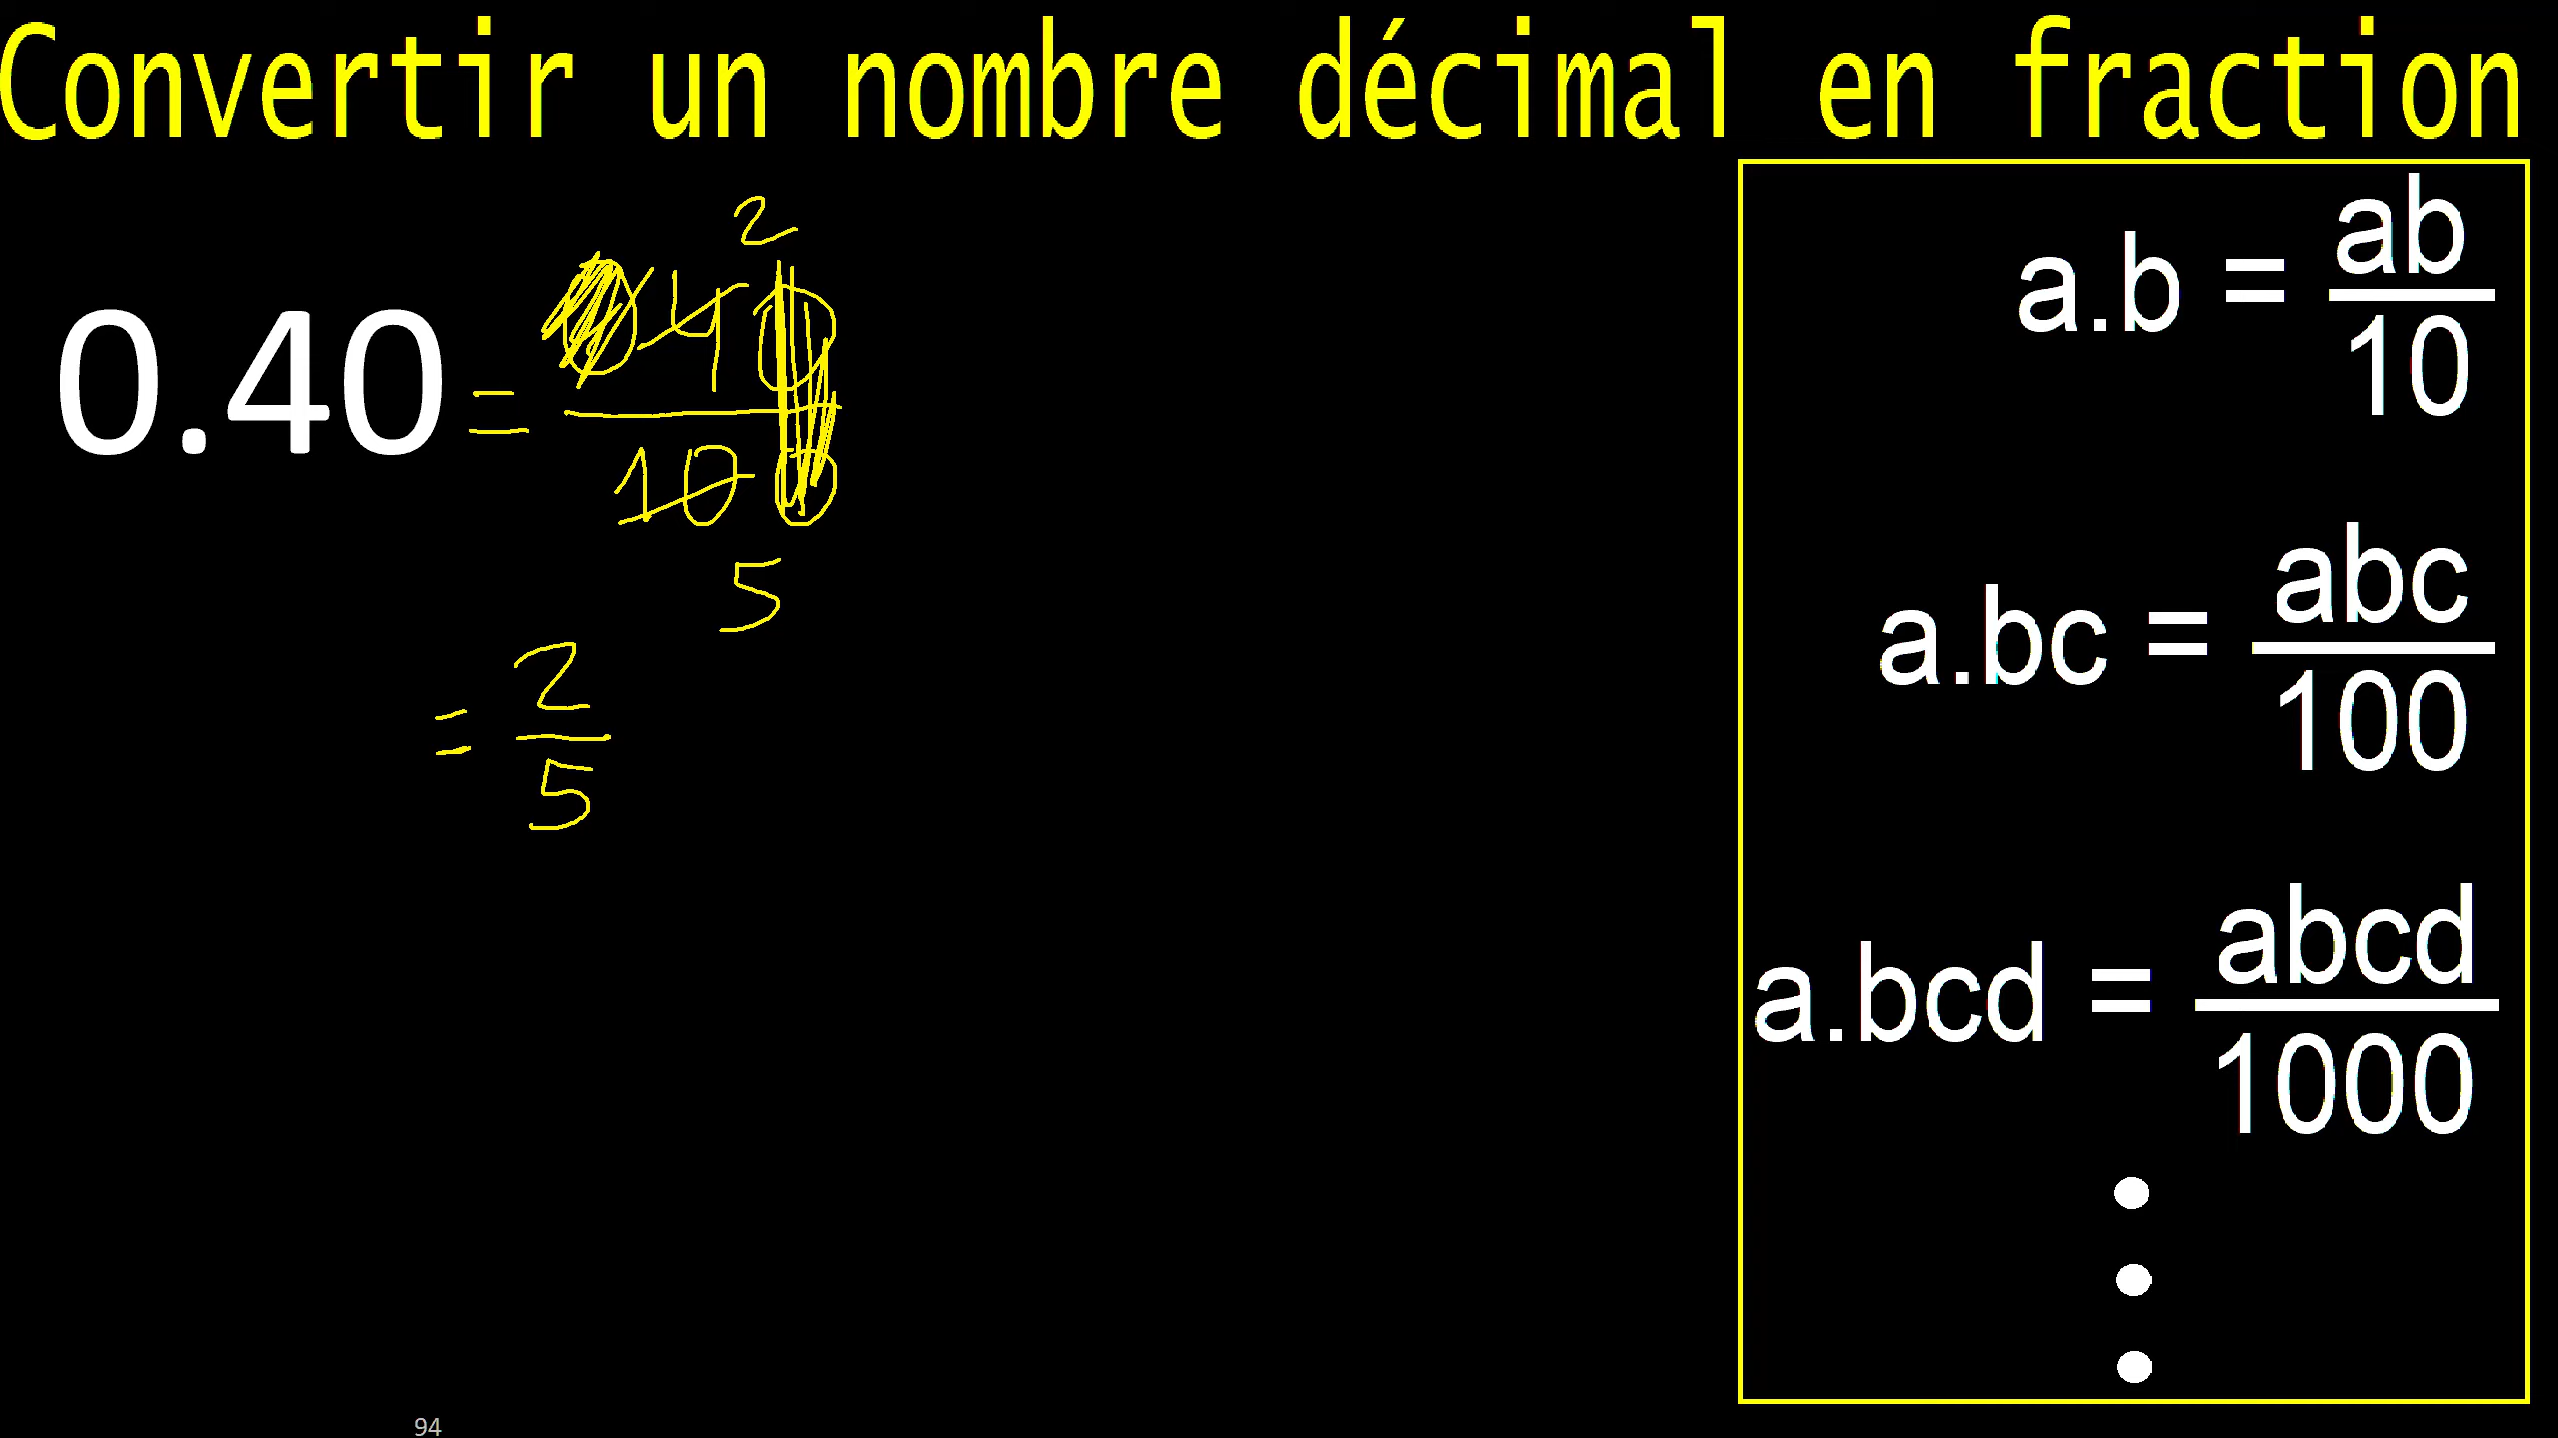 Convertir un nombre décimal en fraction
2
0.40 = 040
100
5
= 2
5
a.b = ab
10
a.bc = abc
100
a.bcd = abcd
1000
94